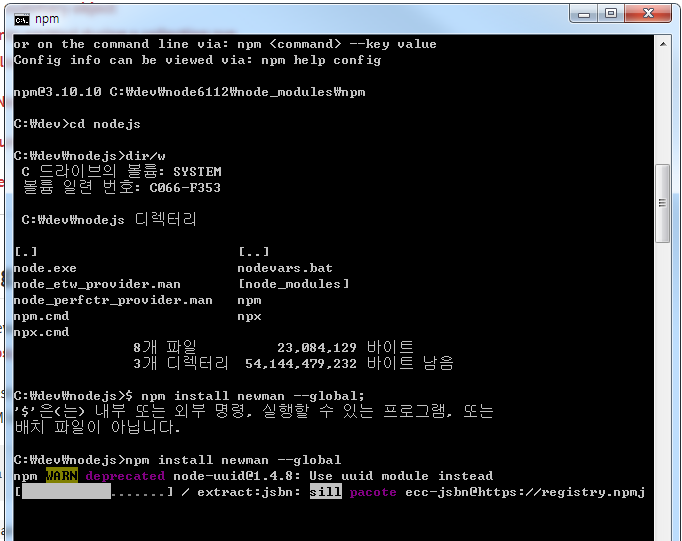 npm
or on the command line via: npm <command> --key value
Config info can be viewed via: npm help config
npm@3.10.10 C:₩dev₩node6112₩node_modules₩npm
C:₩dev>cd nodejs
C:₩dev₩nodejs>dir/w
C 드라이브의 볼륨: SYSTEM
볼륨 일련 번호: C066-F353
C:₩dev₩nodejs 디렉터리
[.] [..]
node.exe nodevars.bat
node_etw_provider.man [node_modules]
node_perfctr_provider.man npm
npm.cmd npx
npx.cmd
8개 파일 23,084,129 바이트
3개 디렉터리 54,144,479,232 바이트 남음
C:₩dev₩nodejs>$ npm install newman --global;
'$'은(는) 내부 또는 외부 명령, 실행할 수 있는 프로그램, 또는
배치 파일이 아닙니다.
C:₩dev₩nodejs>npm install newman --global
npm WARN deprecated node-uuid@1.4.8: Use uuid module instead
[ .......] / extract:jsbn: sill pacote ecc-jsbn@https://registry.npmj